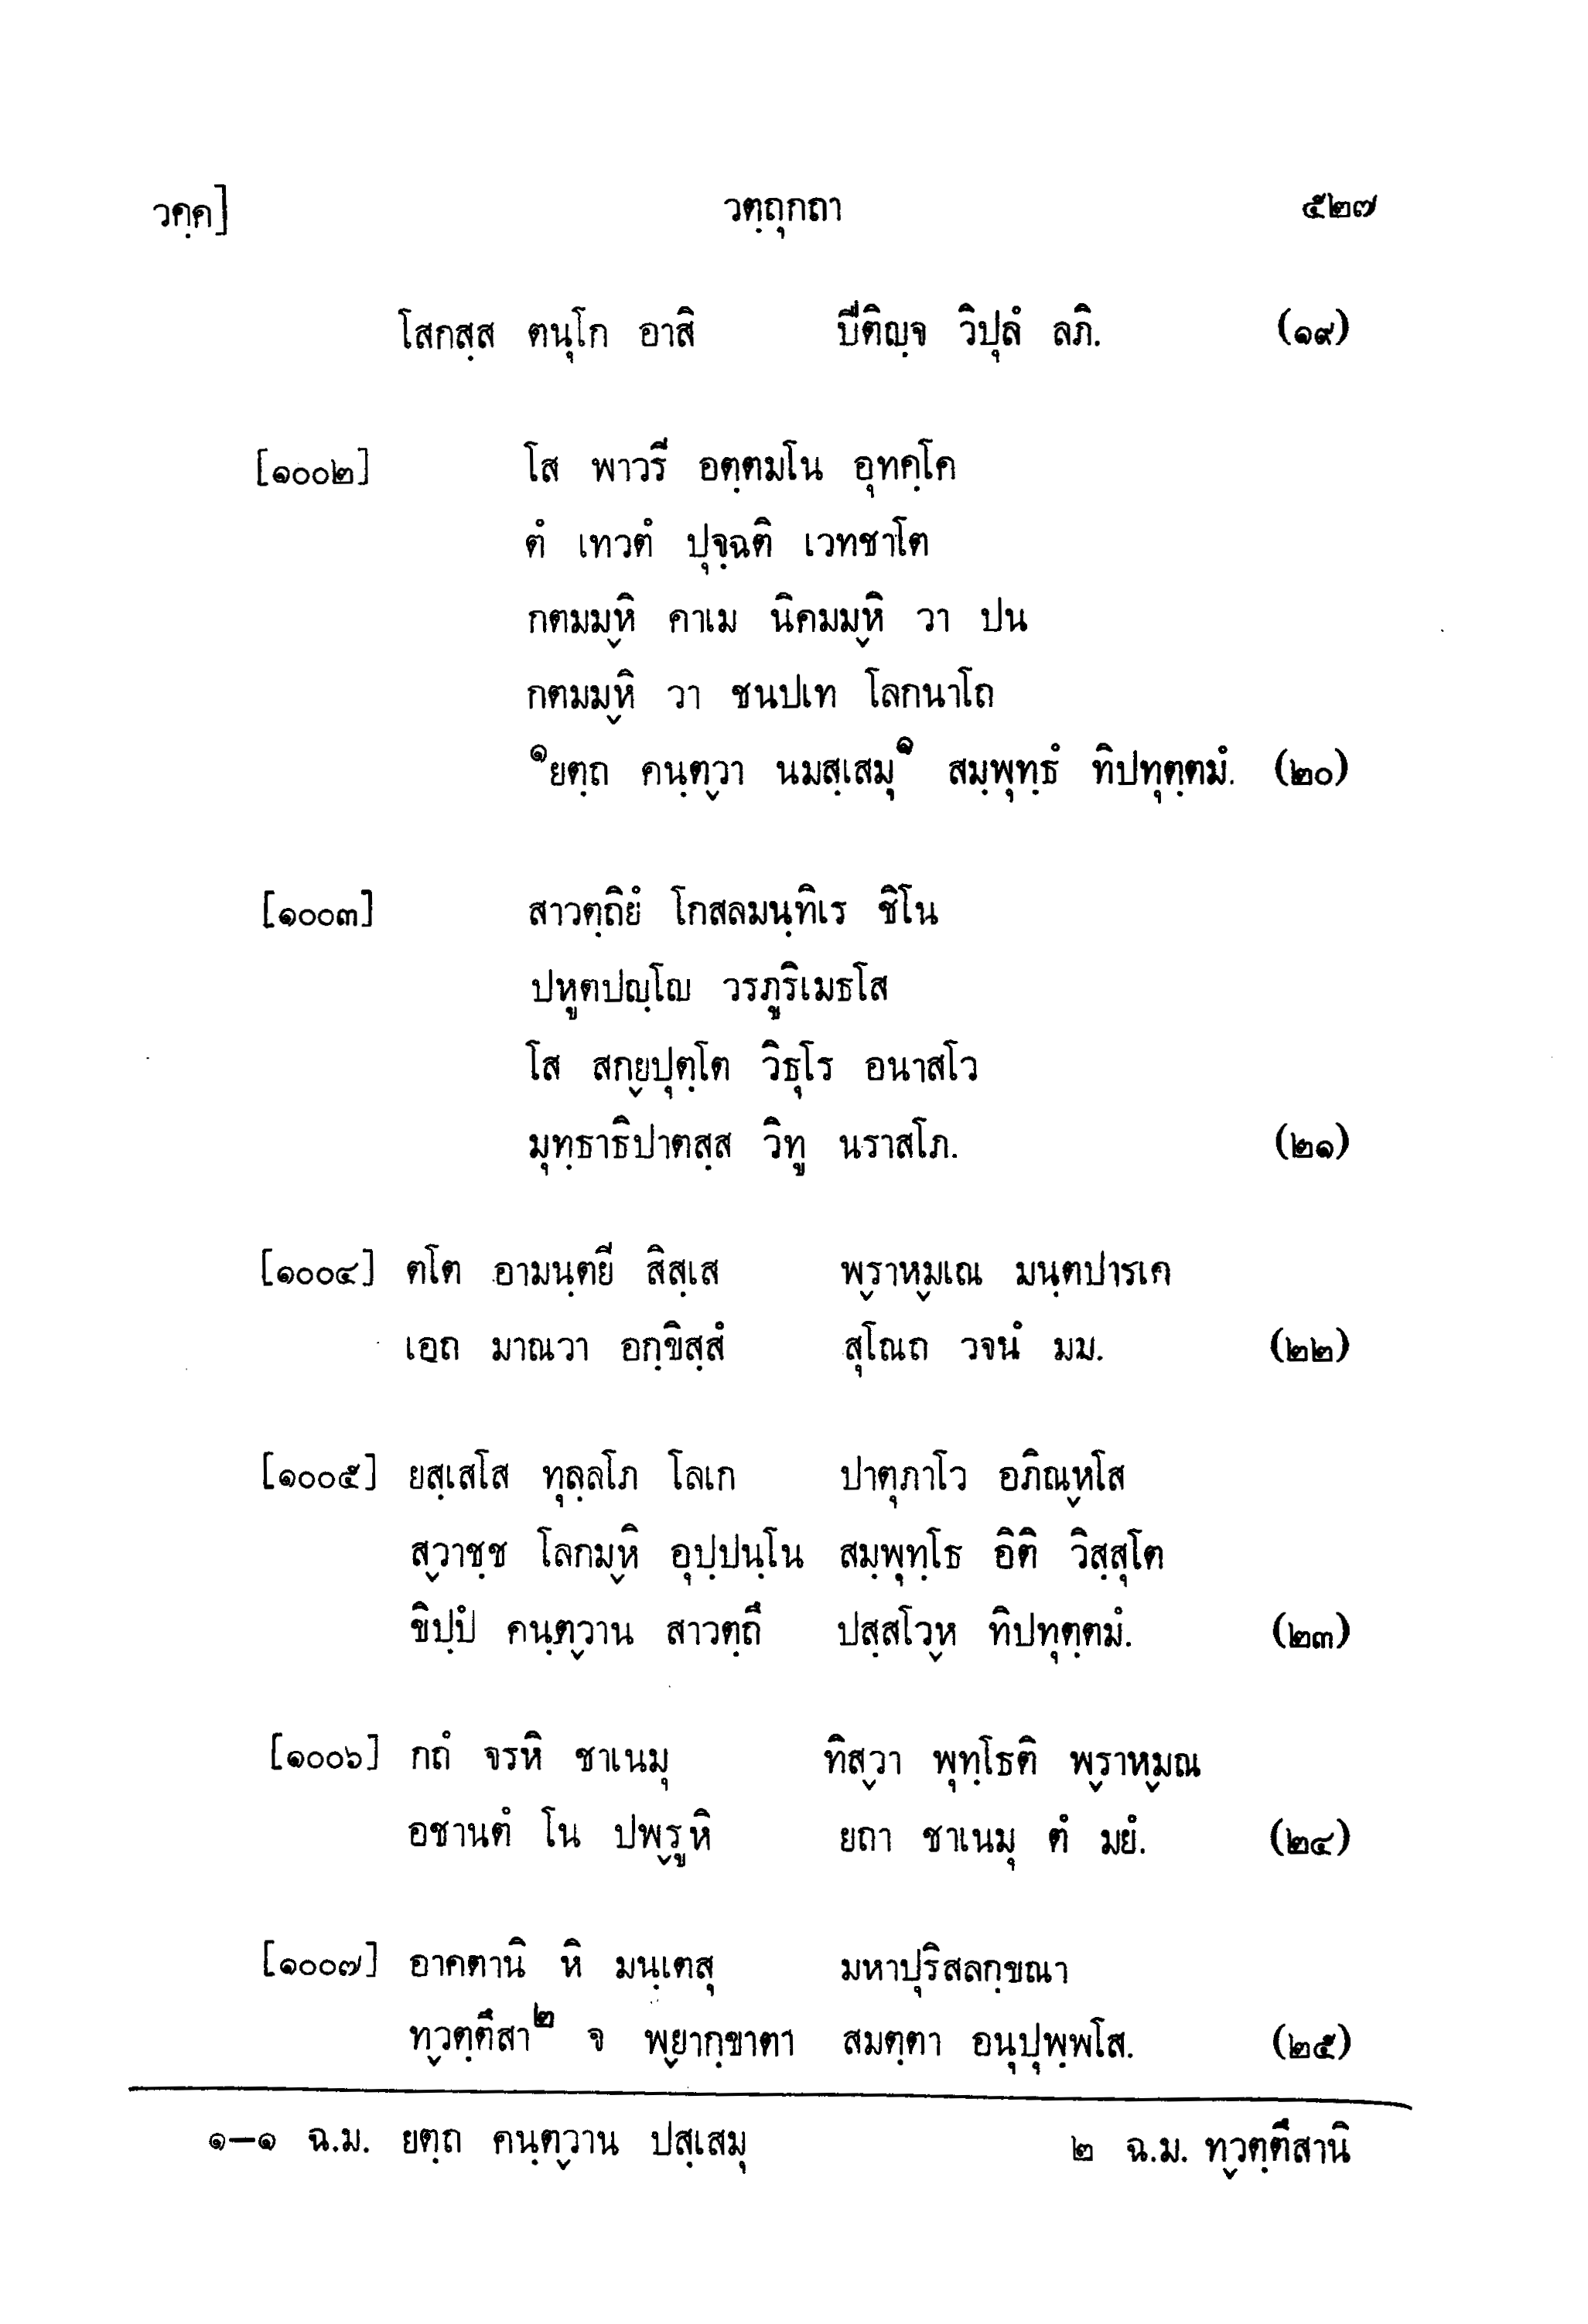 วคฺค] วตฺถุกถา ๕๒๗
โสกสฺส ตนุโก อาสิ ปีติญฺจ วิปุลํ ลภิ. (๑๙)
[๑๐๐๒] โส พาวรี อตฺตมโน อุทคฺโค
ตํ เทวตํ ปุจฺฉติ เวทชาโต
กตมมฺหิ คาเม นิคมมฺหิ วา ปน
กตมมฺหิ วา ชนปเท โลกนาโถ
๑ยตฺถ คนฺตฺวา นมสฺเสมุ๑ สมฺพุทฺธํ ทิปทุตฺตมํ. (๒๐)
[๑๐๐๓] สาวตฺถิยํ โกสลมนฺทิเร ชิโน
ปหูตปญฺโญ วรภูริเมธโส
โส สกฺยปุตฺโต วิธุโร อนาสโว
มุทฺธาธิปาตสฺส วิทู นราสโภ. (๒๑)
[๑๐๐๔] ตโต อามนฺตยี สิสฺเส พฺราหฺมเณ มนฺตปารเค
เอถ มาณวา อกฺขิสฺสํ สุโณถ วจนํ มม. (๒๒)
[๑๐๐๕] ยสฺเสโส ทุลฺลโภ โลเก ปาตุภาโว อภิณฺหโส
สฺวาชฺช โลกมฺหิ อุปฺปนฺโน สมฺพุทฺโธ อิติ วิสฺสุโต
ขิปฺปํ คนฺตฺวาน สาวตฺถึ ปสฺสโวฺห ทิปทุตฺตมํ. (๒๓)
[๑๐๐๖] กถํ จรหิ ชาเนมุ ทิสฺวา พุทฺโธติ พฺราหฺมณ
อชานตํ โน ปพฺรูหิ ยถา ชาเนมุ ตํ มยํ. (๒๔)
[๑๐๐๗] อาคตานิ หิ มนฺเตสุ มหาปุริสลกฺขณา
ทฺวตฺตึสา๒ จ พฺยากฺขาตา สมตฺตา อนุปุพฺพโส. (๒๕)
๑–๑ ฉ.ม. ยตฺถ คนฺตฺวาน ปสฺเสมุ ๒ ฉ.ม. ทฺวตฺตึสานิ